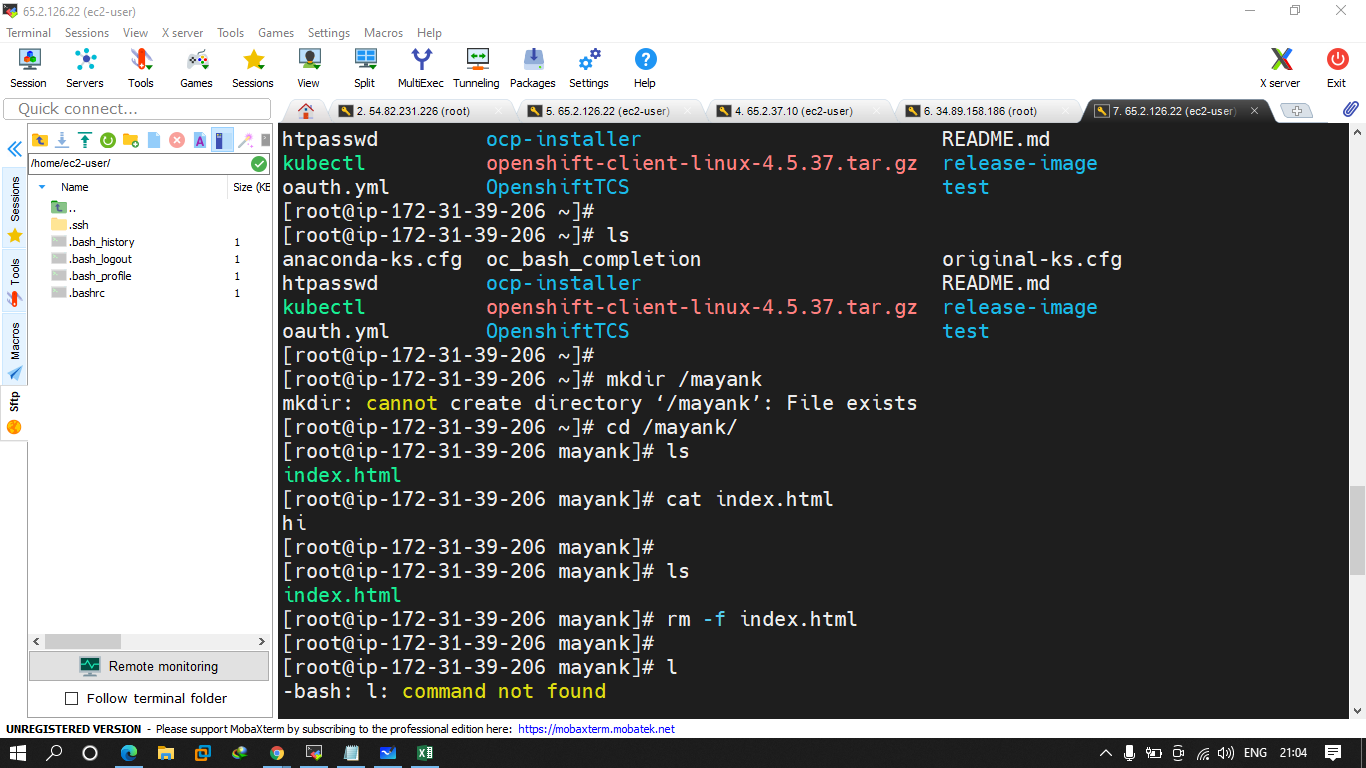 65.2.126.22 (ec2-user)
Terminal Sessions View X server Tools Games Settings Macros Help
Session Servers Tools Games Sessions View Split MultiExec Tunneling Packages Settings Help X server Exit
Quick connect...
2. 54.82.231.226 (root) 5. 65.2.126.22 (ec2-user) 4. 65.2.37.10 (ec2-user) 6. 34.89.158.186 (root) 7. 65.2.126.22 (ec2-user)
/home/ec2-user/
Name Size (KB
..
.ssh
.bash_history 1
.bash_logout 1
.bash_profile 1
.bashrc 1
Sessions
Tools
Macros
Sftp
Remote monitoring
Follow terminal folder
htpasswd ocp-installer README.md
kubectl openshift-client-linux-4.5.37.tar.gz release-image
oauth.yml OpenshiftTCS test
[root@ip-172-31-39-206 ~]#
[root@ip-172-31-39-206 ~]# ls
anaconda-ks.cfg oc_bash_completion original-ks.cfg
htpasswd ocp-installer README.md
kubectl openshift-client-linux-4.5.37.tar.gz release-image
oauth.yml OpenshiftTCS test
[root@ip-172-31-39-206 ~]#
[root@ip-172-31-39-206 ~]# mkdir /mayank
mkdir: cannot create directory ‘/mayank’: File exists
[root@ip-172-31-39-206 ~]# cd /mayank/
[root@ip-172-31-39-206 mayank]# ls
index.html
[root@ip-172-31-39-206 mayank]# cat index.html
hi
[root@ip-172-31-39-206 mayank]#
[root@ip-172-31-39-206 mayank]# ls
index.html
[root@ip-172-31-39-206 mayank]# rm -f index.html
[root@ip-172-31-39-206 mayank]#
[root@ip-172-31-39-206 mayank]# l
-bash: l: command not found
UNREGISTERED VERSION - Please support MobaXterm by subscribing to the professional edition here: https://mobaxterm.mobatek.net
ENG 21:04